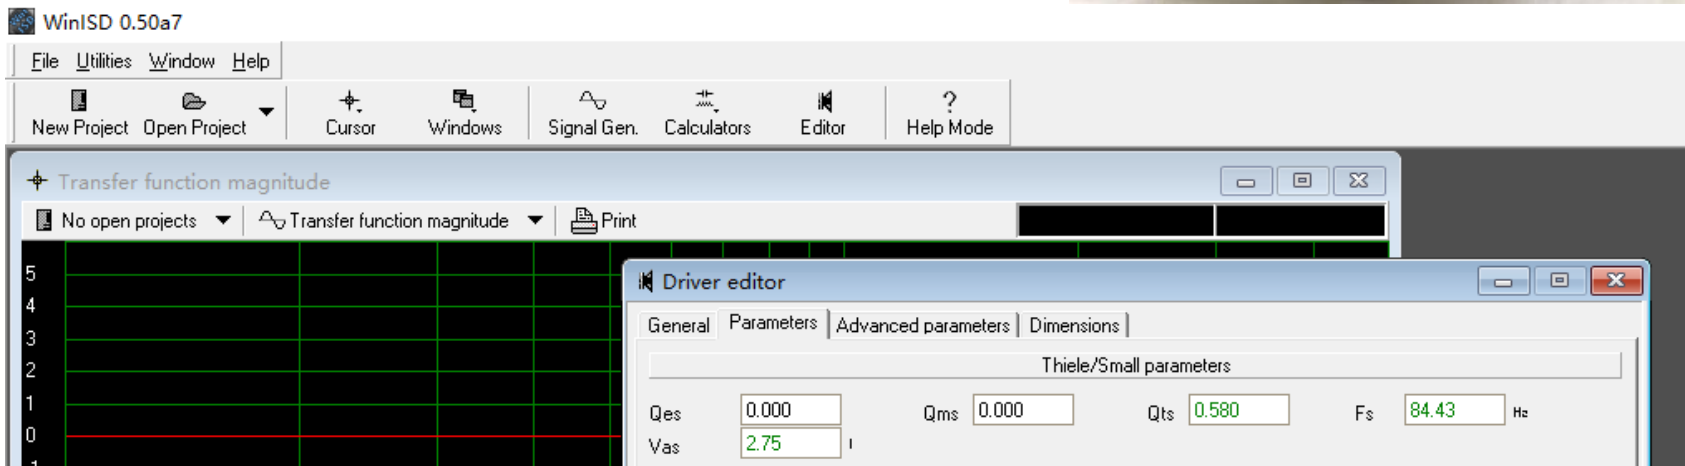 WinISD 0.50a7
File Utilities Window Help
New Project Open Project Cursor Windows Signal Gen. Calculators Editor ? Help Mode
Transfer function magnitude
No open projects Transfer function magnitude Print
5
4
3
2
1
0
-1
Driver editor
General Parameters Advanced parameters Dimensions
Thiele/Small parameters
Qes 0.000 Qms 0.000 Qts 0.580 Fs 84.43 Hz
Vas 2.75 l